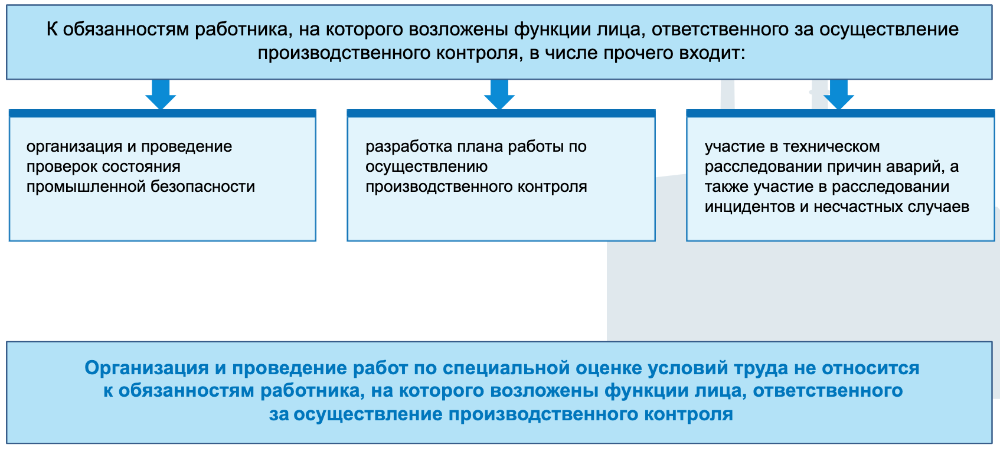 К обязанностям работника, на которого возложены функции лица, ответственного за осуществление
производственного контроля, в числе прочего входит:
организация и проведение
проверок состояния
промышленной безопасности
разработка плана работы по
осуществлению
производственного контроля
участие в техническом
расследовании причин аварий, а
также участие в расследовании
инцидентов и несчастных случаев
Организация и проведение работ по специальной оценке условий труда не относится
к обязанностям работника, на которого возложены функции лица, ответственного
за осуществление производственного контроля